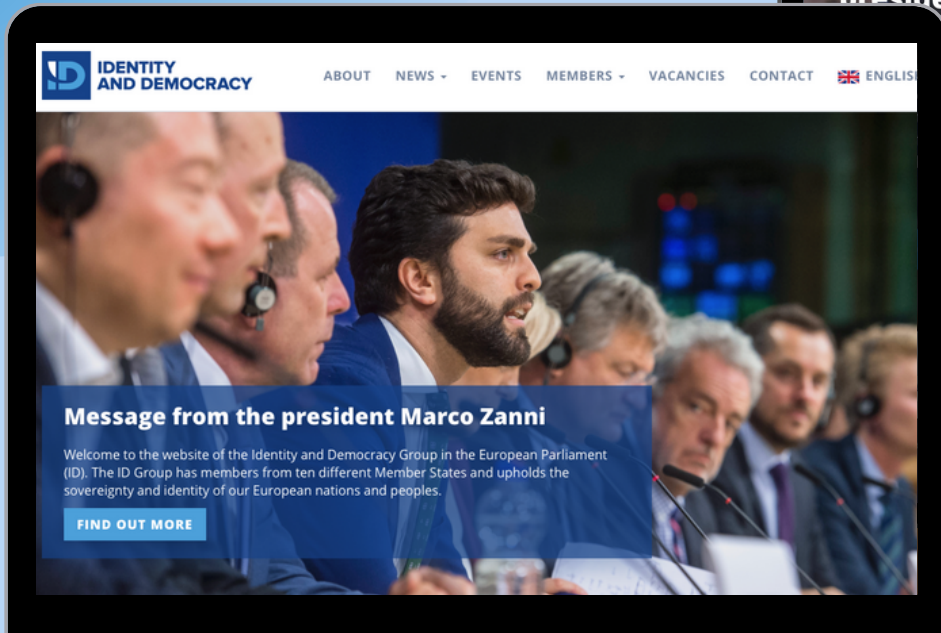 IDENTITY
AND DEMOCRACY
ABOUT NEWS EVENTS MEMBERS VACANCIES CONTACT
Message from the president Marco Zanni
Welcome to the website of the Identity and Democracy Group in the European Parliament
(ID). The ID Group has members from ten different Member States and upholds the
sovereignty and identity of our European nations and peoples.
FIND OUT MORE